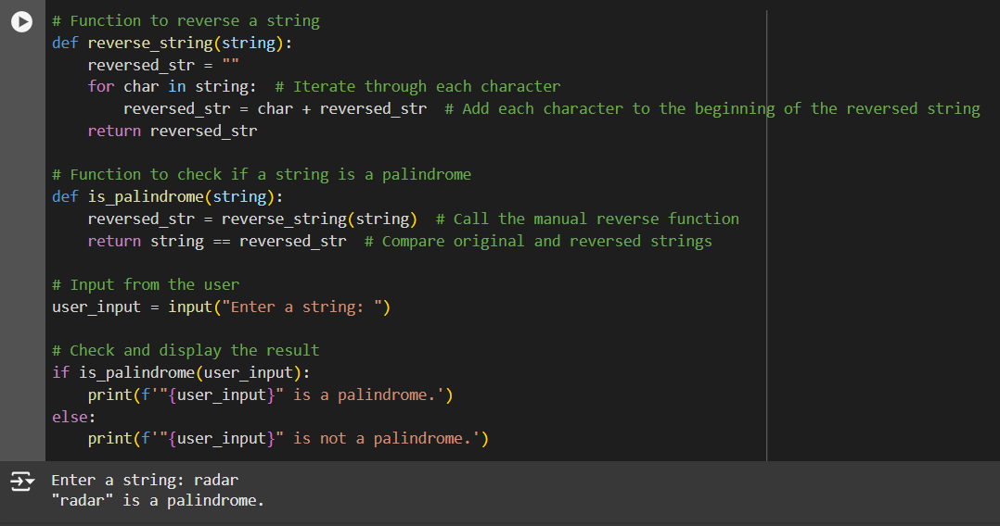 # Function to reverse a string
def reverse_string(string):
    reversed_str = ""
    for char in string:  # Iterate through each character
        reversed_str = char + reversed_str  # Add each character to the beginning of the reversed string
    return reversed_str

# Function to check if a string is a palindrome
def is_palindrome(string):
    reversed_str = reverse_string(string)  # Call the manual reverse function
    return string == reversed_str  # Compare original and reversed strings

# Input from the user
user_input = input("Enter a string: ")

# Check and display the result
if is_palindrome(user_input):
    print(f'"{user_input}" is a palindrome.')
else:
    print(f'"{user_input}" is not a palindrome.')
Enter a string: radar
"radar" is a palindrome.